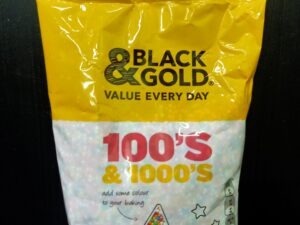 & BLACK
& GOLD®
VALUE EVERY DAY
100'S
& 1000'S
add some colour
to your baking